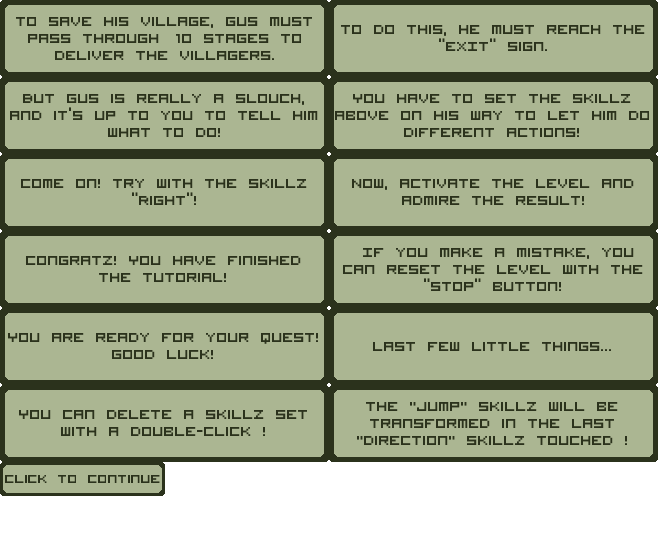 TO SAVE HIS VILLAGE, GUS MUST
PASS THROUGH 10 STAGES TO
DELIVER THE VILLAGERS.
TO DO THIS, HE MUST REACH THE
"EXIT" SIGN.
BUT GUS IS REALLY A SLOUCH,
AND IT'S UP TO YOU TO TELL HIM
WHAT TO DO!
YOU HAVE TO SET THE SKILLZ
ABOVE ON HIS WAY TO LET HIM DO
DIFFERENT ACTIONS!
COME ON! TRY WITH THE SKILLZ
"RIGHT"!
NOW, ACTIVATE THE LEVEL AND
ADMIRE THE RESULT!
CONGRATZ! YOU HAVE FINISHED
THE TUTORIAL!
IF YOU MAKE A MISTAKE, YOU
CAN RESET THE LEVEL WITH THE
"STOP" BUTTON!
YOU ARE READY FOR YOUR QUEST!
GOOD LUCK!
LAST FEW LITTLE THINGS...
YOU CAN DELETE A SKILLZ SET
WITH A DOUBLE-CLICK !
THE "JUMP" SKILLZ WILL BE
TRANSFORMED IN THE LAST
"DIRECTION" SKILLZ TOUCHED !
CLICK TO CONTINUE